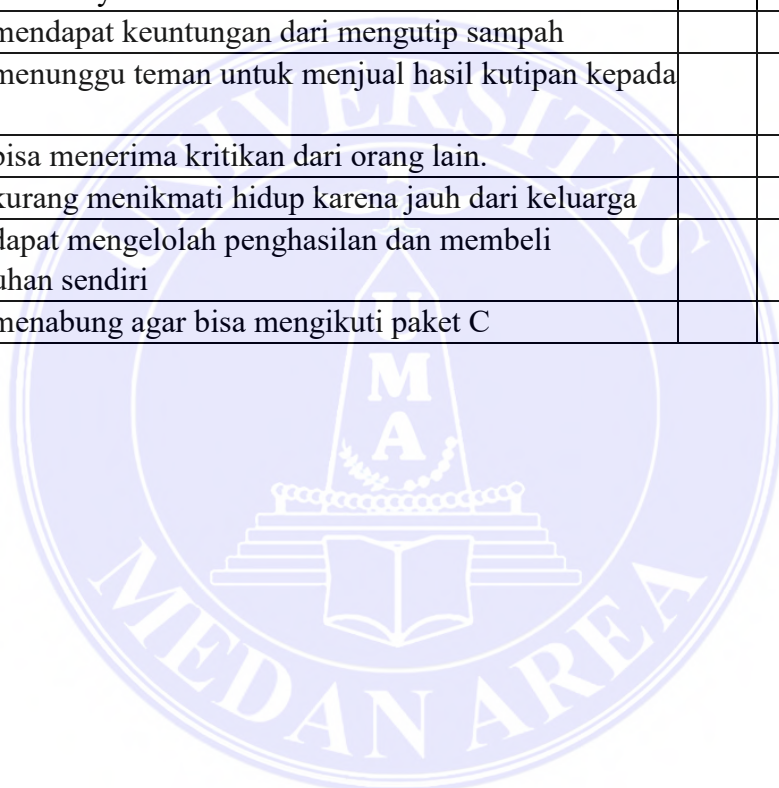 mendapat keuntungan dari mengutip sampah
menunggu teman untuk menjual hasil kutipan kepada
bisa menerima kritikan dari orang lain.
kurang menikmati hidup karena jauh dari keluarga
dapat mengelolah penghasilan dan membeli
uhan sendiri
menabung agar bisa mengikuti paket C
UNIVERSITAS
U
M
A
MEDAN AREA